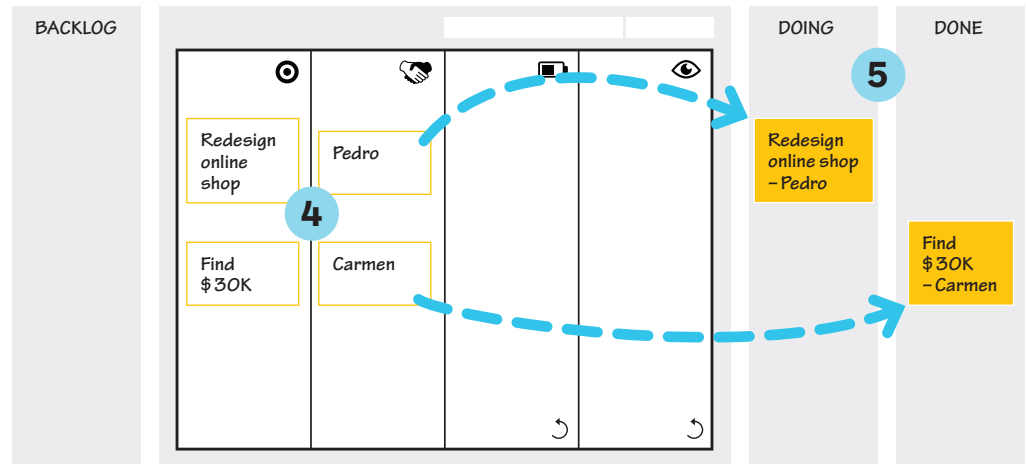 BACKLOG
DOING
DONE
5
Redesign
online
shop
Pedro
4
Find
$30K
Carmen
Redesign
online shop
– Pedro
Find
$30K
– Carmen